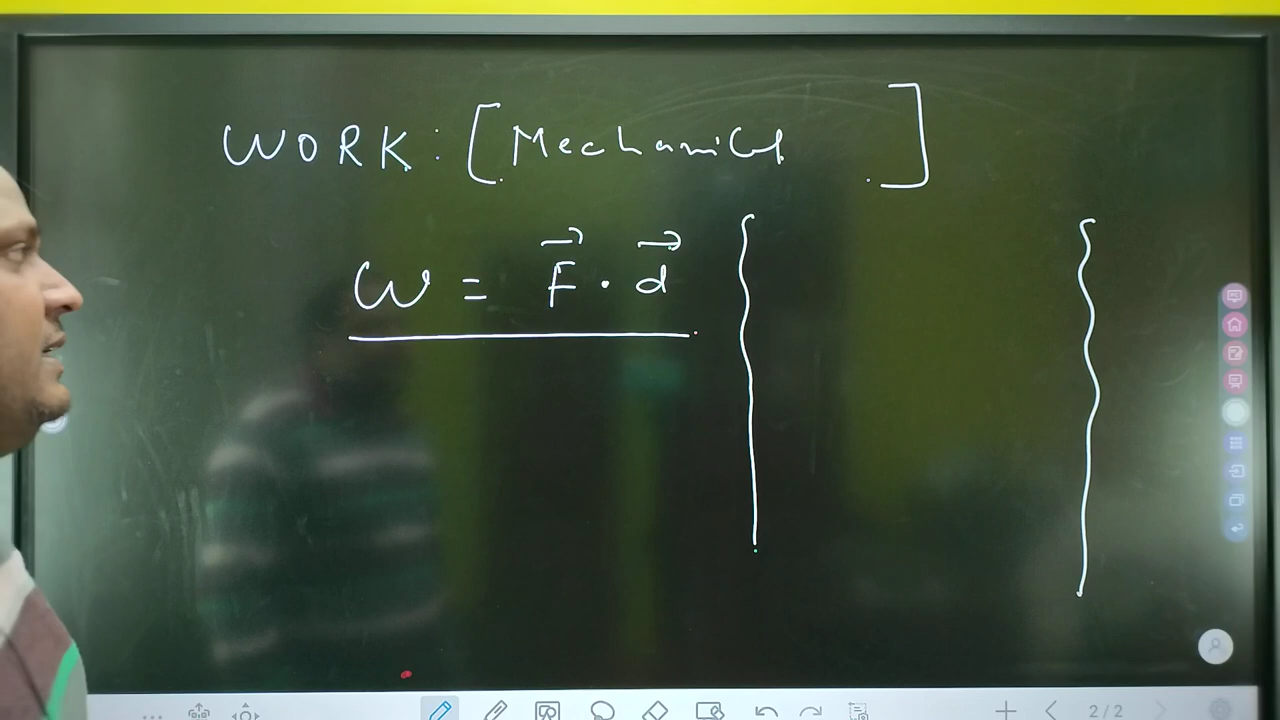 WORK: [Mechanical ]
W = F⃗ · d⃗
2/2